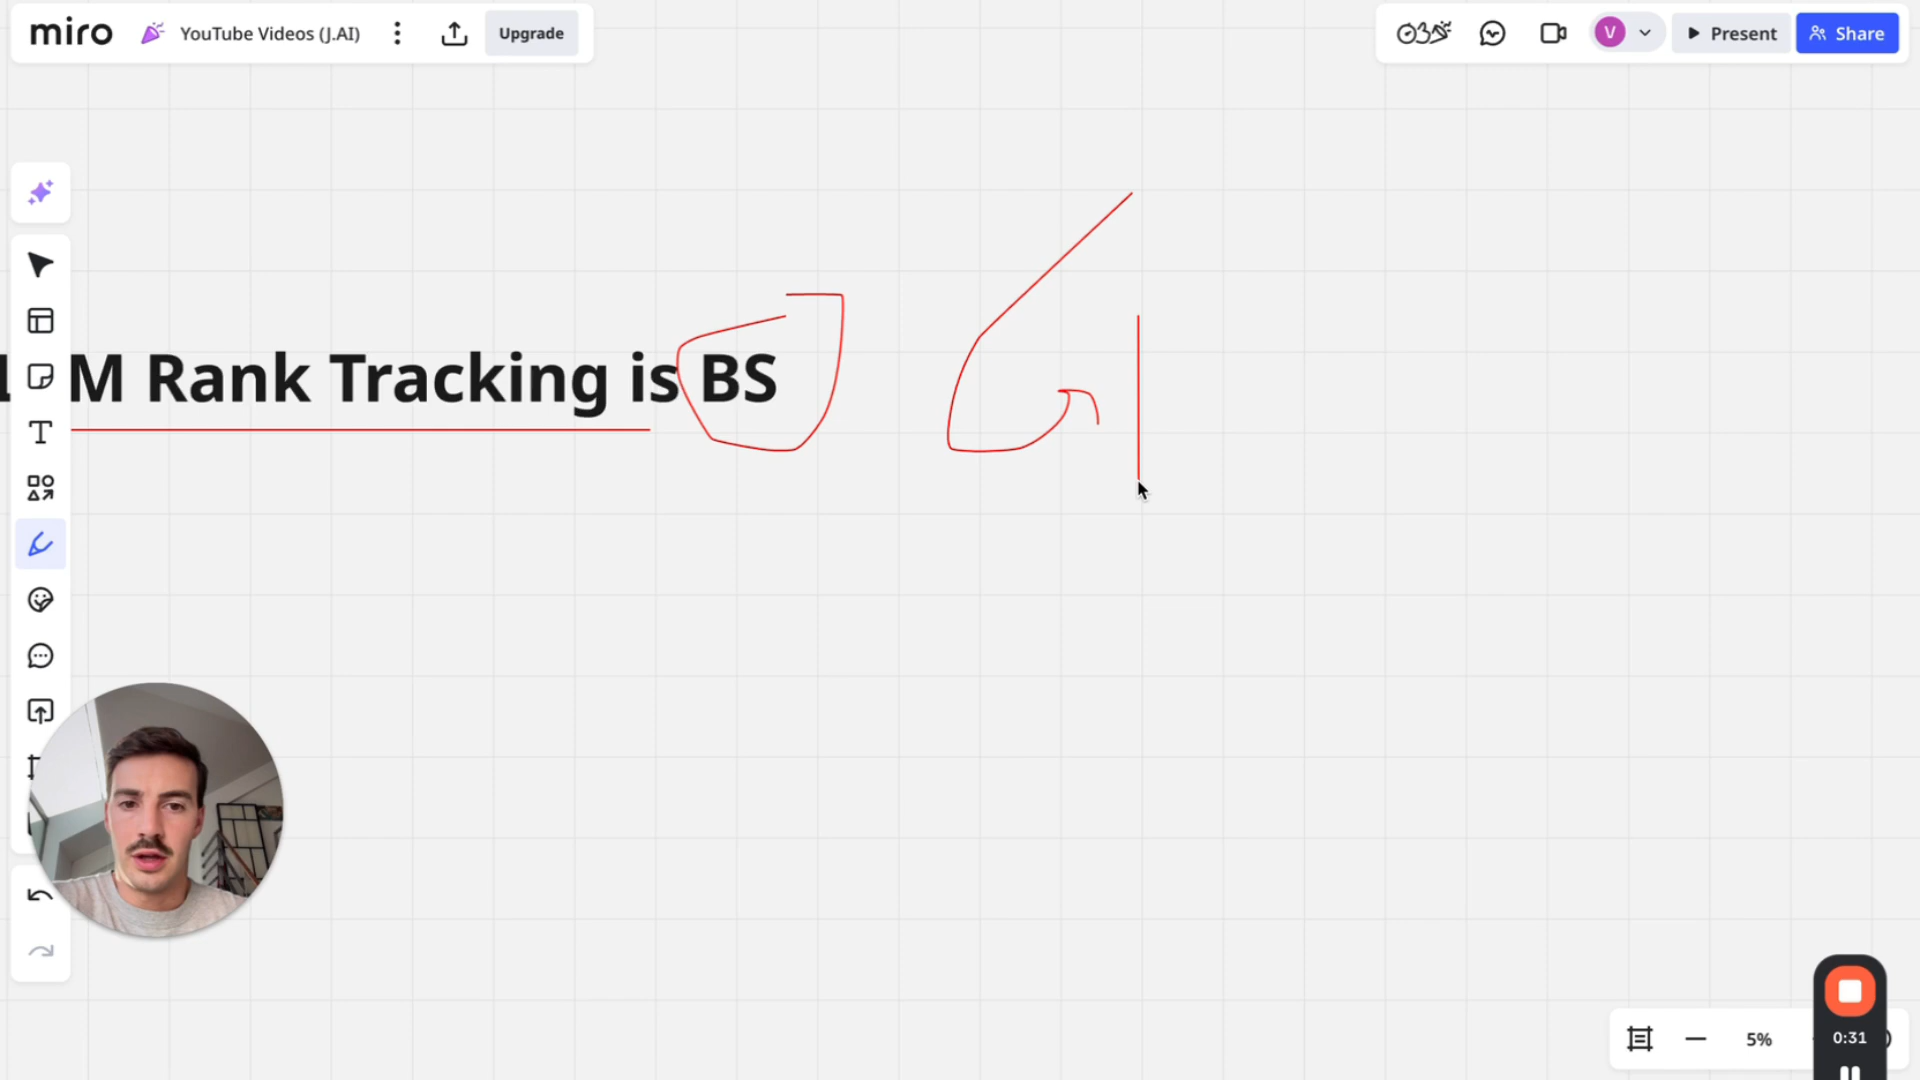 miro
YouTube Videos (J.AI)
Upgrade
V
Present
Share
M Rank Tracking is BS
G
5%
0:31